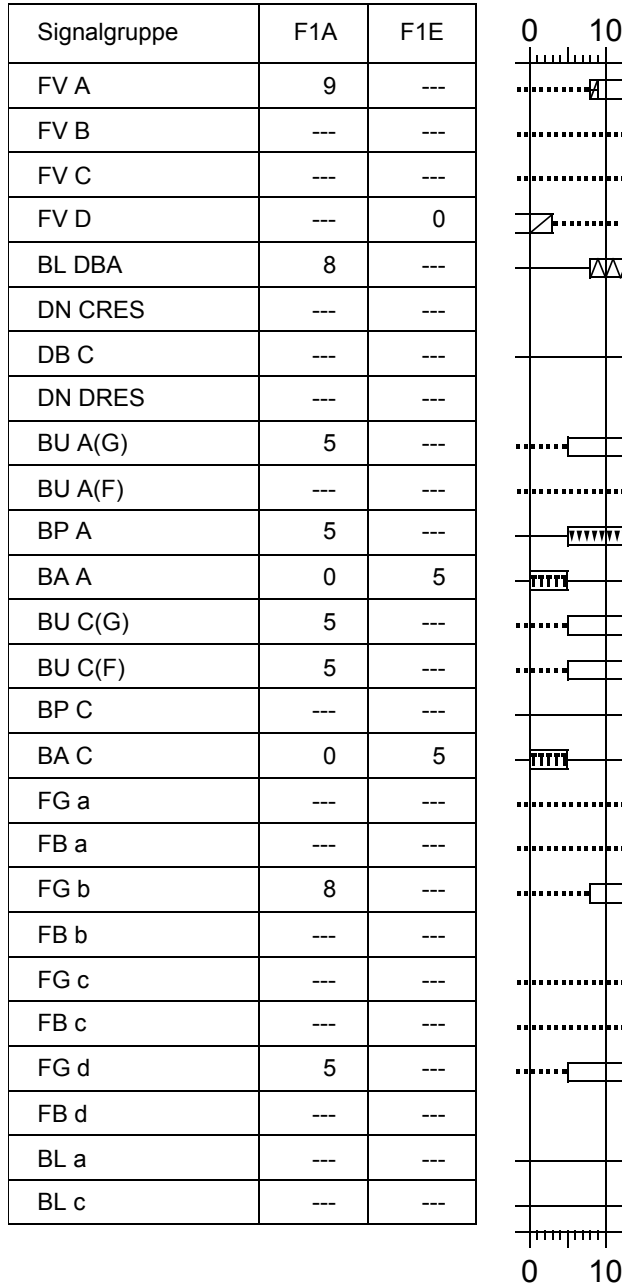 Signalgruppe F1A F1E 0 10
FV A 9 ---
FV B --- ---
FV C --- ---
FV D --- 0
BL DBA 8 ---
DN CRES --- ---
DB C --- ---
DN DRES --- ---
BU A(G) 5 ---
BU A(F) --- ---
BP A 5 ---
BA A 0 5
BU C(G) 5 ---
BU C(F) 5 ---
BP C --- ---
BA C 0 5
FG a --- ---
FB a --- ---
FG b 8 ---
FB b --- ---
FG c --- ---
FB c --- ---
FG d 5 ---
FB d --- ---
BL a --- ---
BL c --- ---
0 10